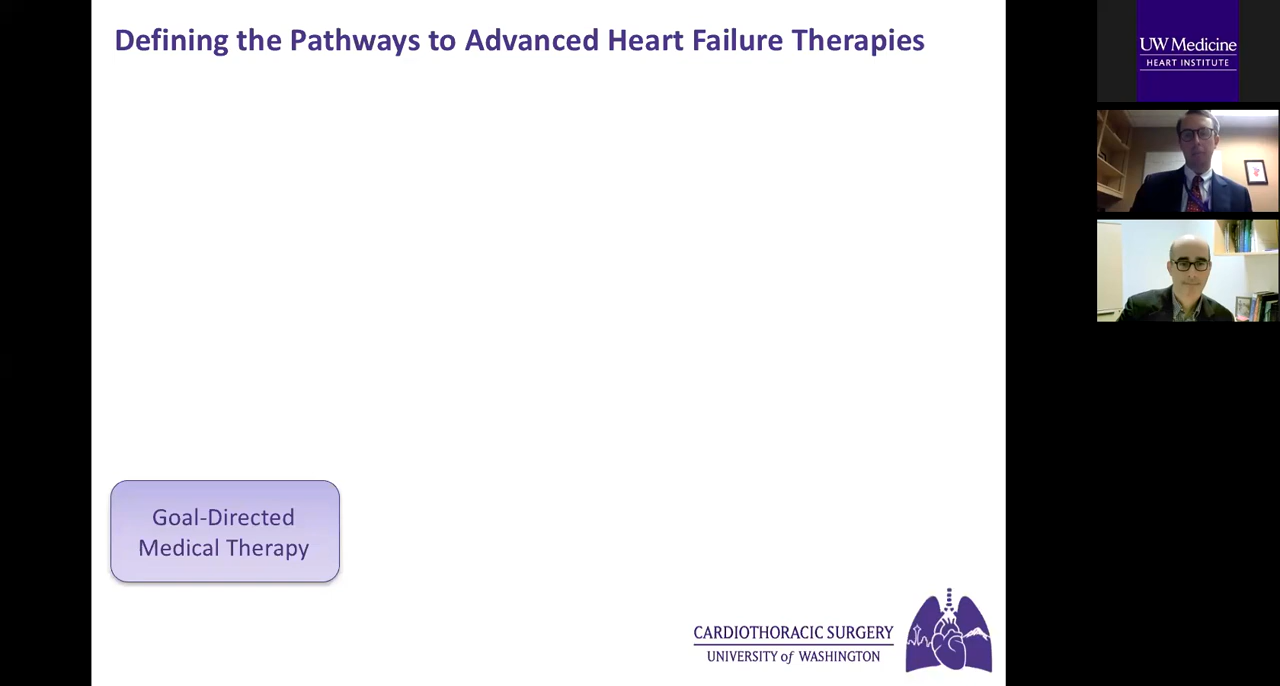 Defining the Pathways to Advanced Heart Failure Therapies
Goal-Directed
Medical Therapy
CARDIOTHORACIC SURGERY
UNIVERSITY of WASHINGTON
UW Medicine
HEART INSTITUTE